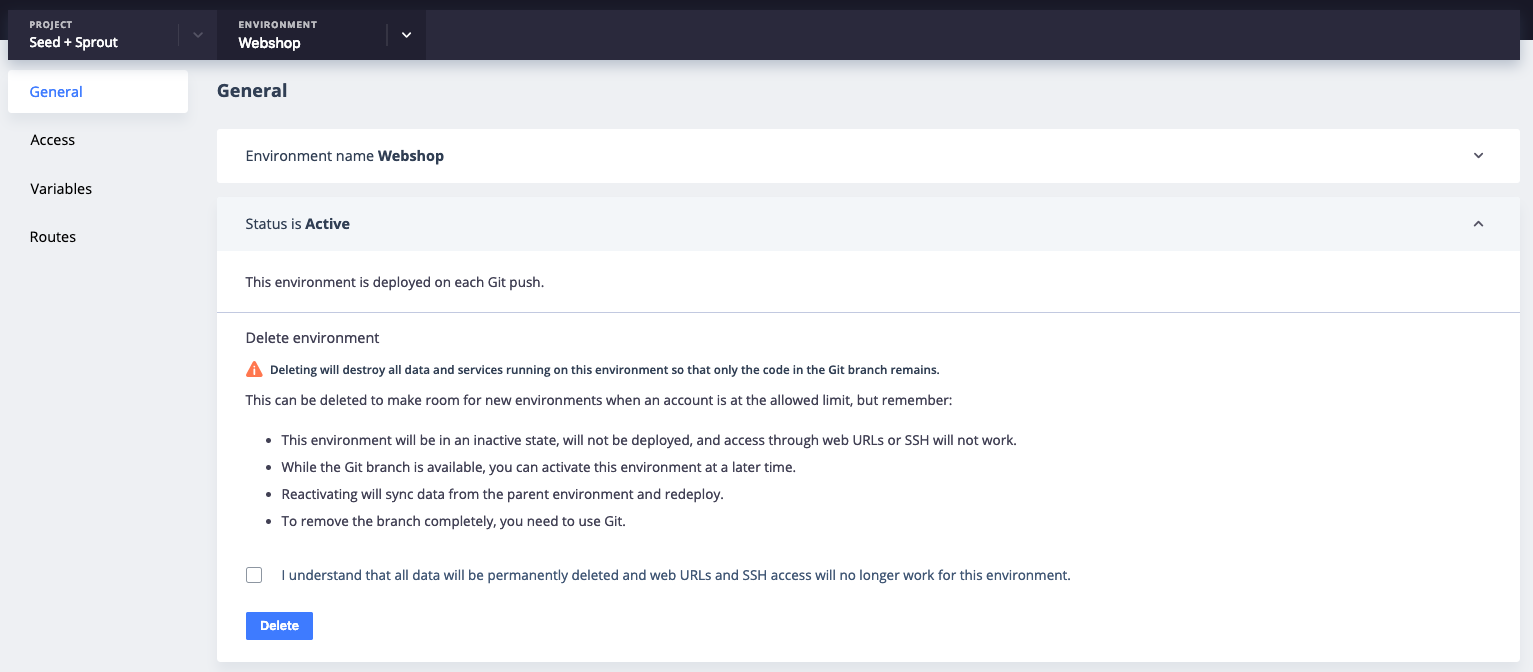 PROJECT
Seed + Sprout
ENVIRONMENT
Webshop
General
Access
Variables
Routes
General
Environment name Webshop
Status is Active
This environment is deployed on each Git push.
Delete environment
Deleting will destroy all data and services running on this environment so that only the code in the Git branch remains.
This can be deleted to make room for new environments when an account is at the allowed limit, but remember:
This environment will be in an inactive state, will not be deployed, and access through web URLs or SSH will not work.
While the Git branch is available, you can activate this environment at a later time.
Reactivating will sync data from the parent environment and redeploy.
To remove the branch completely, you need to use Git.
I understand that all data will be permanently deleted and web URLs and SSH access will no longer work for this environment.
Delete